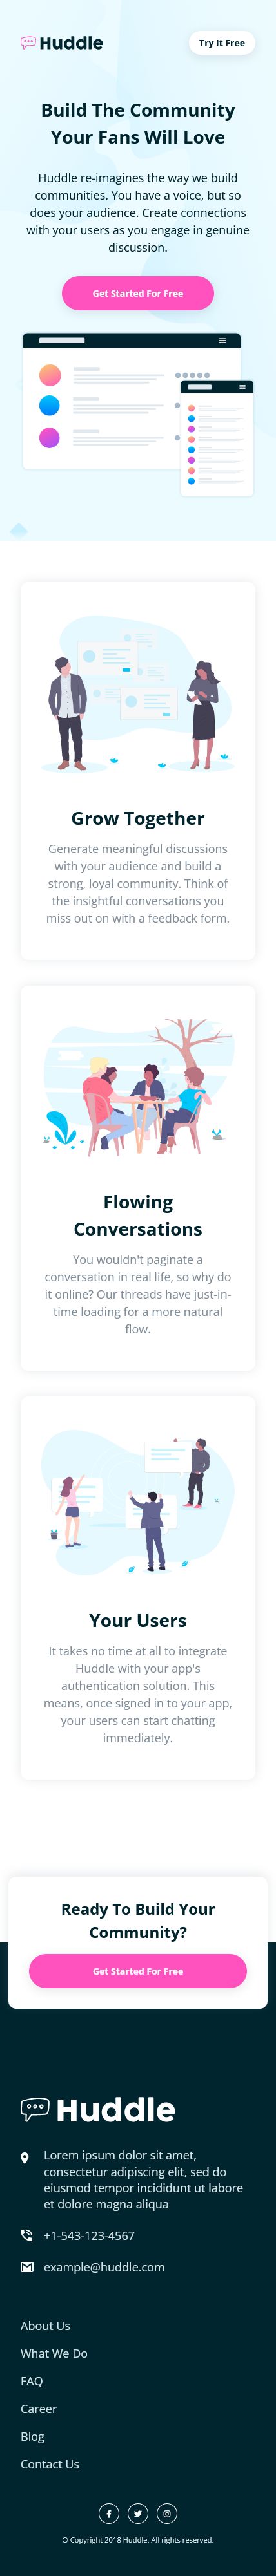 Huddle
Try It Free
Build The Community
Your Fans Will Love
Huddle re-imagines the way we build
communities. You have a voice, but so
does your audience. Create connections
with your users as you engage in genuine
discussion.
Get Started For Free
Grow Together
Generate meaningful discussions
with your audience and build a
strong, loyal community. Think of
the insightful conversations you
miss out on with a feedback form.
Flowing
Conversations
You wouldn't paginate a
conversation in real life, so why do
it online? Our threads have just-in-
time loading for a more natural
flow.
Your Users
It takes no time at all to integrate
Huddle with your app's
authentication solution. This
means, once signed in to your app,
your users can start chatting
immediately.
Ready To Build Your
Community?
Get Started For Free
Huddle
Lorem ipsum dolor sit amet,
consectetur adipiscing elit, sed do
eiusmod tempor incididunt ut labore
et dolore magna aliqua
+1-543-123-4567
example@huddle.com
About Us
What We Do
FAQ
Career
Blog
Contact Us
© Copyright 2018 Huddle. All rights reserved.